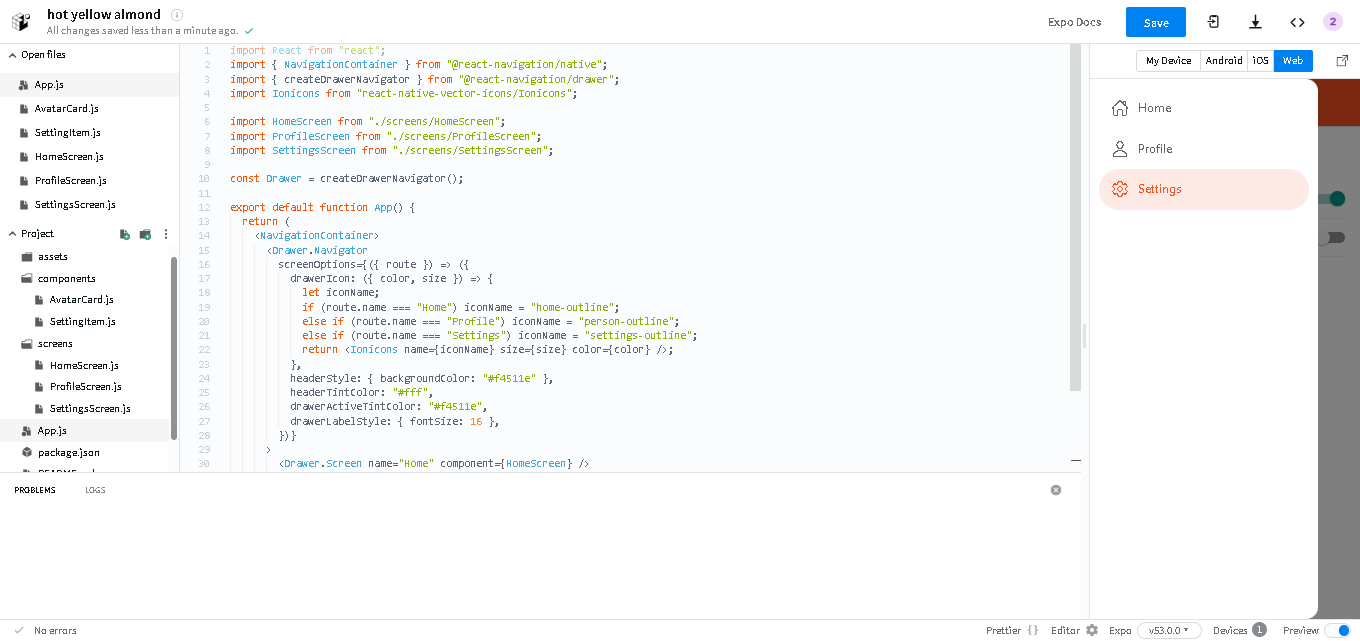 hot yellow almond
All changes saved less than a minute ago.
Expo Docs
Save
2
Open files
App.js
AvatarCard.js
SettingItem.js
HomeScreen.js
ProfileScreen.js
SettingsScreen.js
Project
assets
components
AvatarCard.js
SettingItem.js
screens
HomeScreen.js
ProfileScreen.js
SettingsScreen.js
App.js
package.json
1 import React from "react";
2 import { NavigationContainer } from "@react-navigation/native";
3 import { createDrawerNavigator } from "@react-navigation/drawer";
4 import Ionicons from "react-native-vector-icons/Ionicons";
5
6 import HomeScreen from "./screens/HomeScreen";
7 import ProfileScreen from "./screens/ProfileScreen";
8 import SettingsScreen from "./screens/SettingsScreen";
9
10 const Drawer = createDrawerNavigator();
11
12 export default function App() {
13 return (
14 <NavigationContainer>
15 <Drawer.Navigator
16 screenOptions={({ route }) => ({
17 drawerIcon: ({ color, size }) => {
18 let iconName;
19 if (route.name === "Home") iconName = "home-outline";
20 else if (route.name === "Profile") iconName = "person-outline";
21 else if (route.name === "Settings") iconName = "settings-outline";
22 return <Ionicons name={iconName} size={size} color={color} />;
23 },
24 headerStyle: { backgroundColor: "#f4511e" },
25 headerTintColor: "#fff",
26 drawerActiveTintColor: "#f4511e",
27 drawerLabelStyle: { fontSize: 16 },
28 })}
29 >
30 <Drawer.Screen name="Home" component={HomeScreen} />
My Device Android iOS Web
Home
Profile
Settings
PROBLEMS LOGS
No errors
Prettier {} Editor Expo v53.0.0 Devices 1 Preview